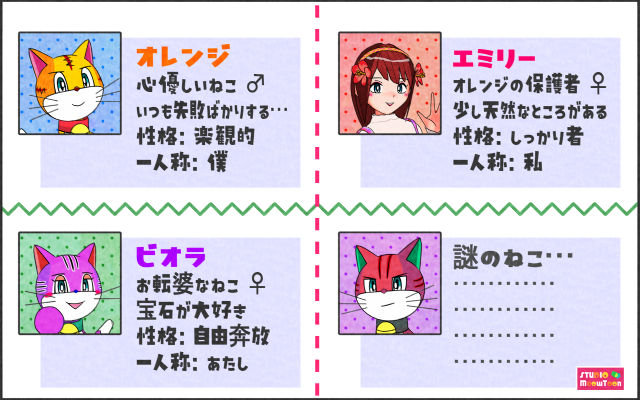 オレンジ
心優しいねこ ♂
いつも失敗ばかりする…
性格: 楽観的
一人称: 僕
エミリー
オレンジの保護者 ♀
少し天然なところがある
性格: しっかり者
一人称: 私
ビオラ
お転婆なねこ ♀
宝石が大好き
性格: 自由奔放
一人称: あたし
謎のねこ…
…………
…………
…………
…………
STUDIO
MeowToon